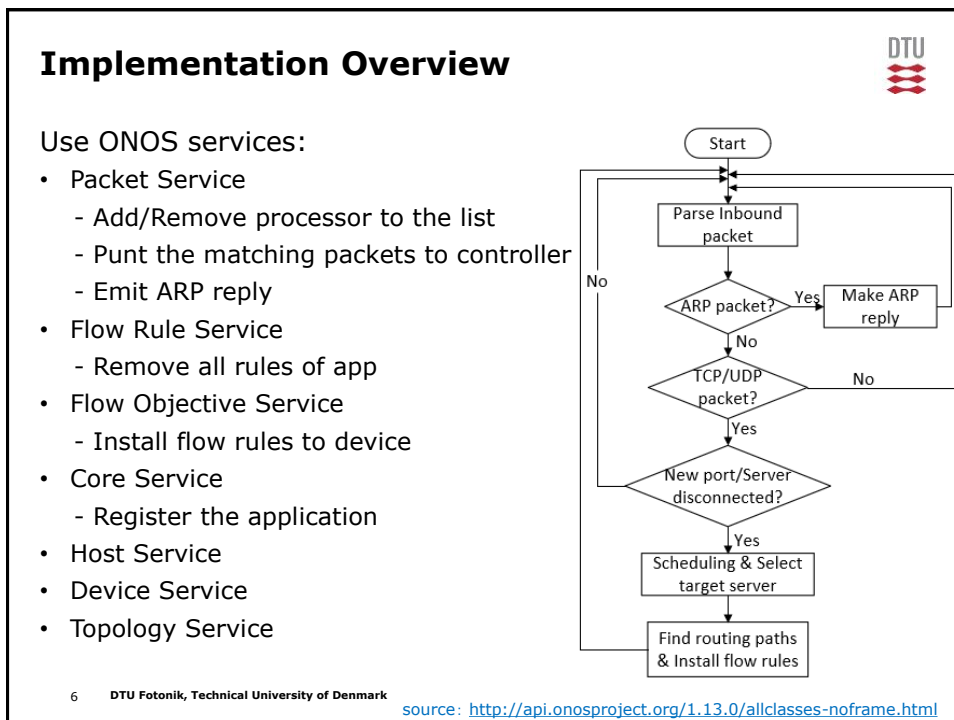 Implementation Overview
DTU
Use ONOS services:
• Packet Service
- Add/Remove processor to the list
- Punt the matching packets to controller
- Emit ARP reply
• Flow Rule Service
- Remove all rules of app
• Flow Objective Service
- Install flow rules to device
• Core Service
- Register the application
• Host Service
• Device Service
• Topology Service
Start
Parse Inbound
packet
No
ARP packet?
Yes
Make ARP
reply
No
TCP/UDP
packet?
No
Yes
New port/Server
disconnected?
Yes
Scheduling & Select
target server
Find routing paths
& Install flow rules
6 DTU Fotonik, Technical University of Denmark
source: http://api.onosproject.org/1.13.0/allclasses-noframe.html